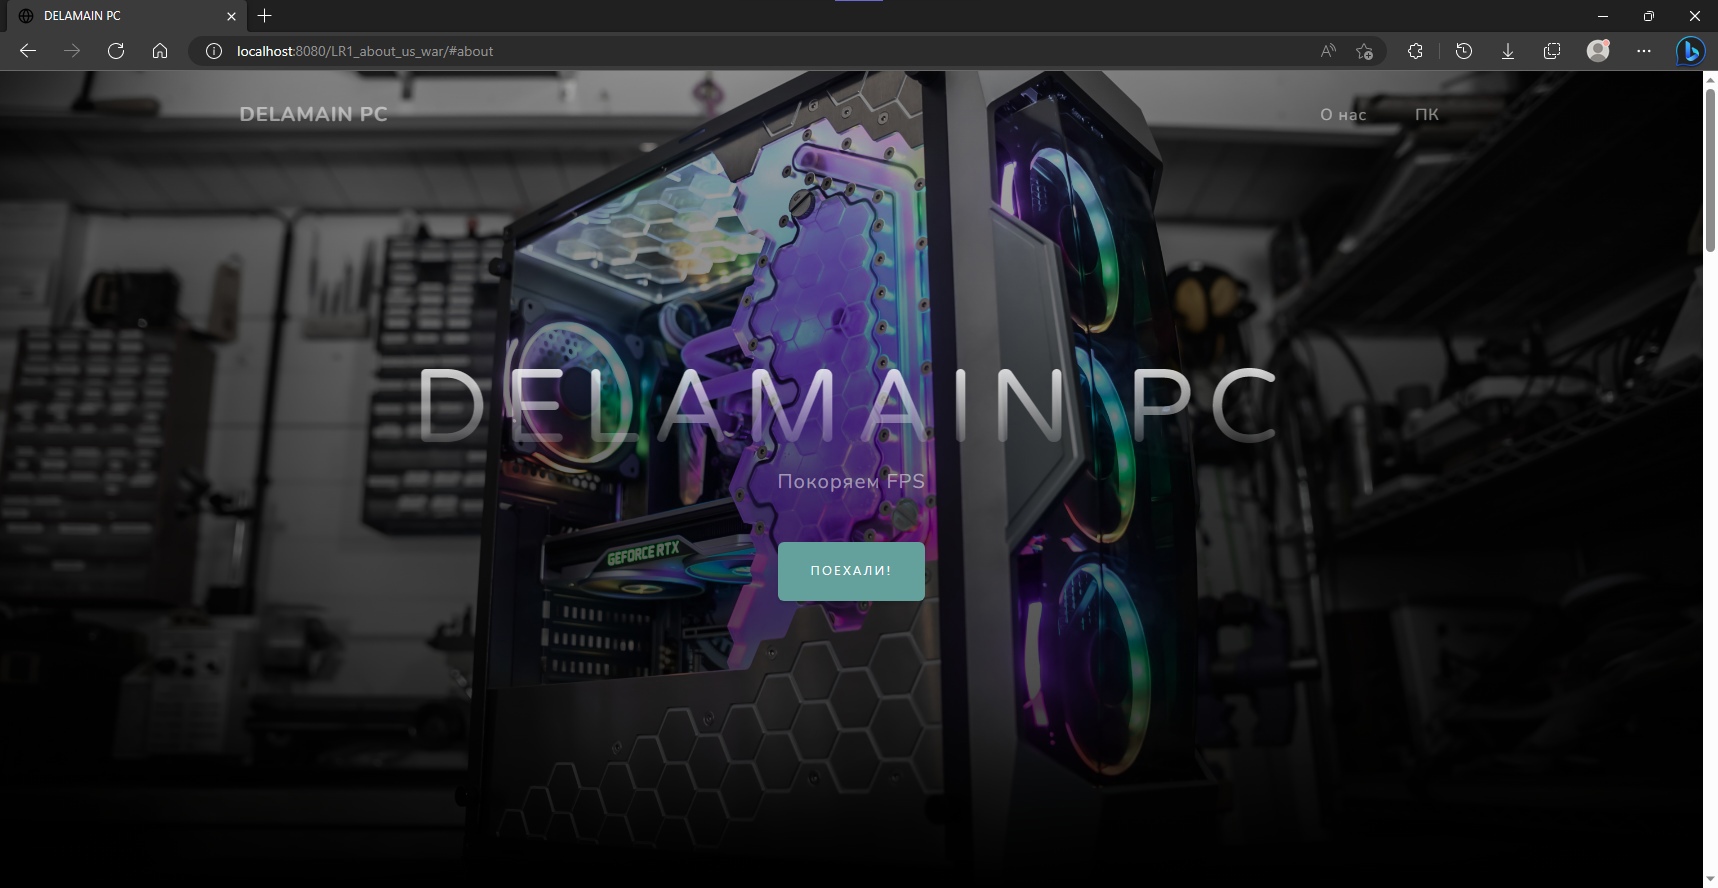 DELAMAIN PC
localhost:8080/LR1_about_us_war/#about
DELAMAIN PC
О нас
ПК
DELAMAIN PC
Покоряем FPS
GEFORCE RTX
ПОЕХАЛИ!